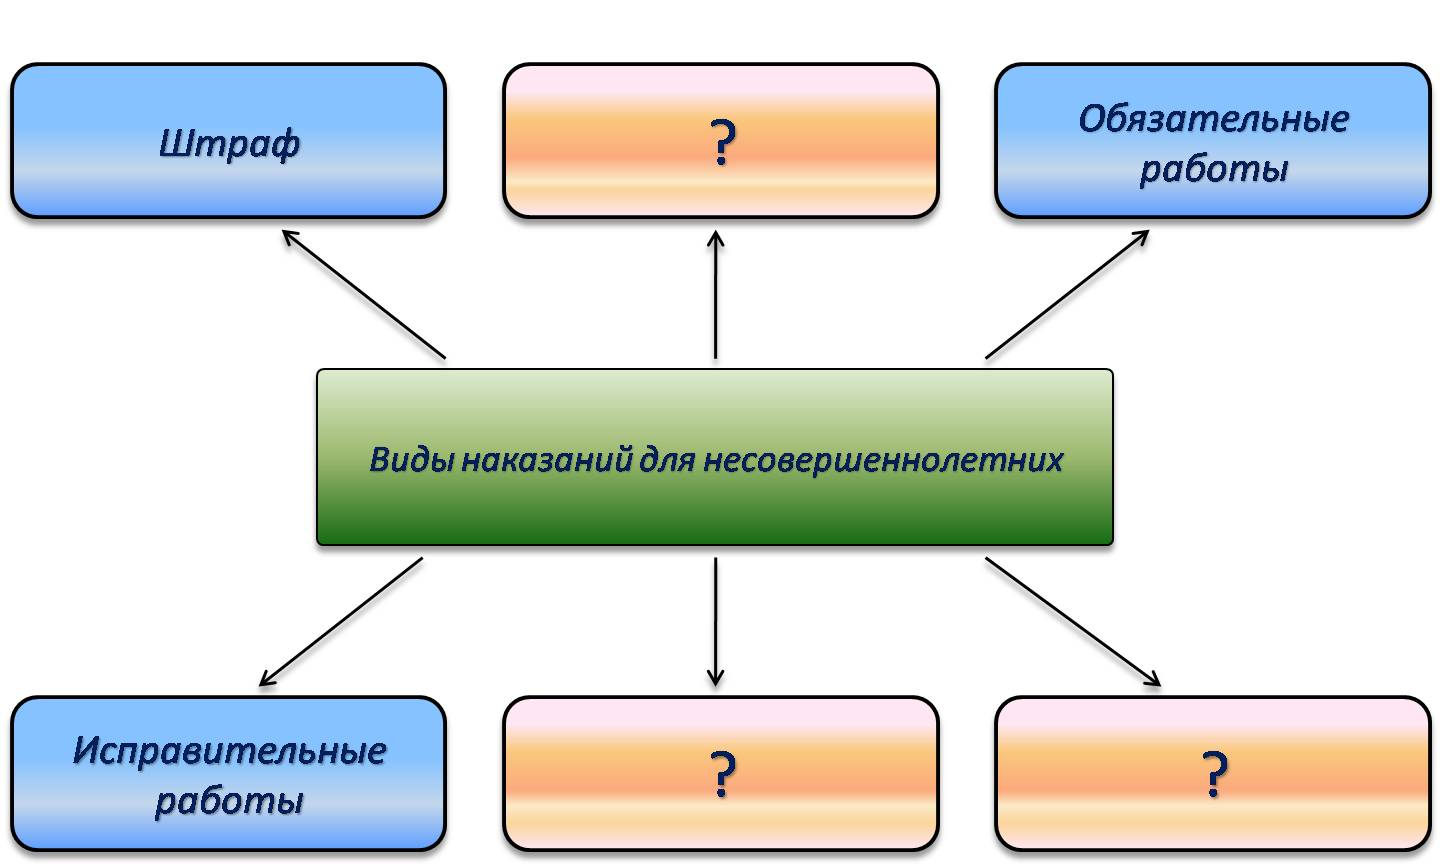 Штраф
?
Обязательные
работы
Виды наказаний для несовершеннолетних
Исправительные
работы
?
?